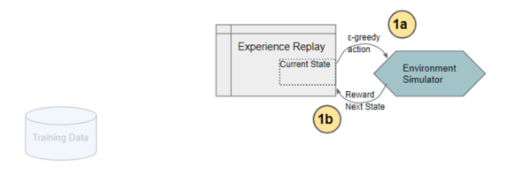 1a
ε-greedy
action
Experience Replay
Current State
Environment
Simulator
Reward
Next State
1b
Training Data